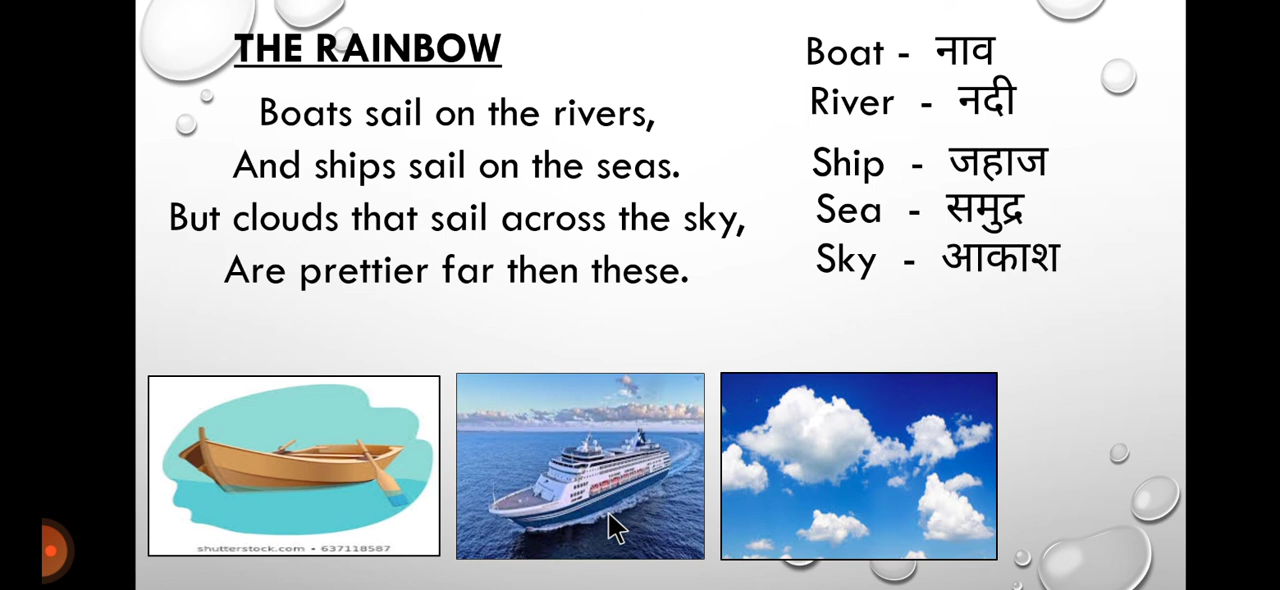 THE RAINBOW
Boats sail on the rivers,
And ships sail on the seas.
But clouds that sail across the sky,
Are prettier far then these.
Boat - नाव
River - नदी
Ship - जहाज
Sea - समुद्र
Sky - आकाश
shutterstock.com • 637118587